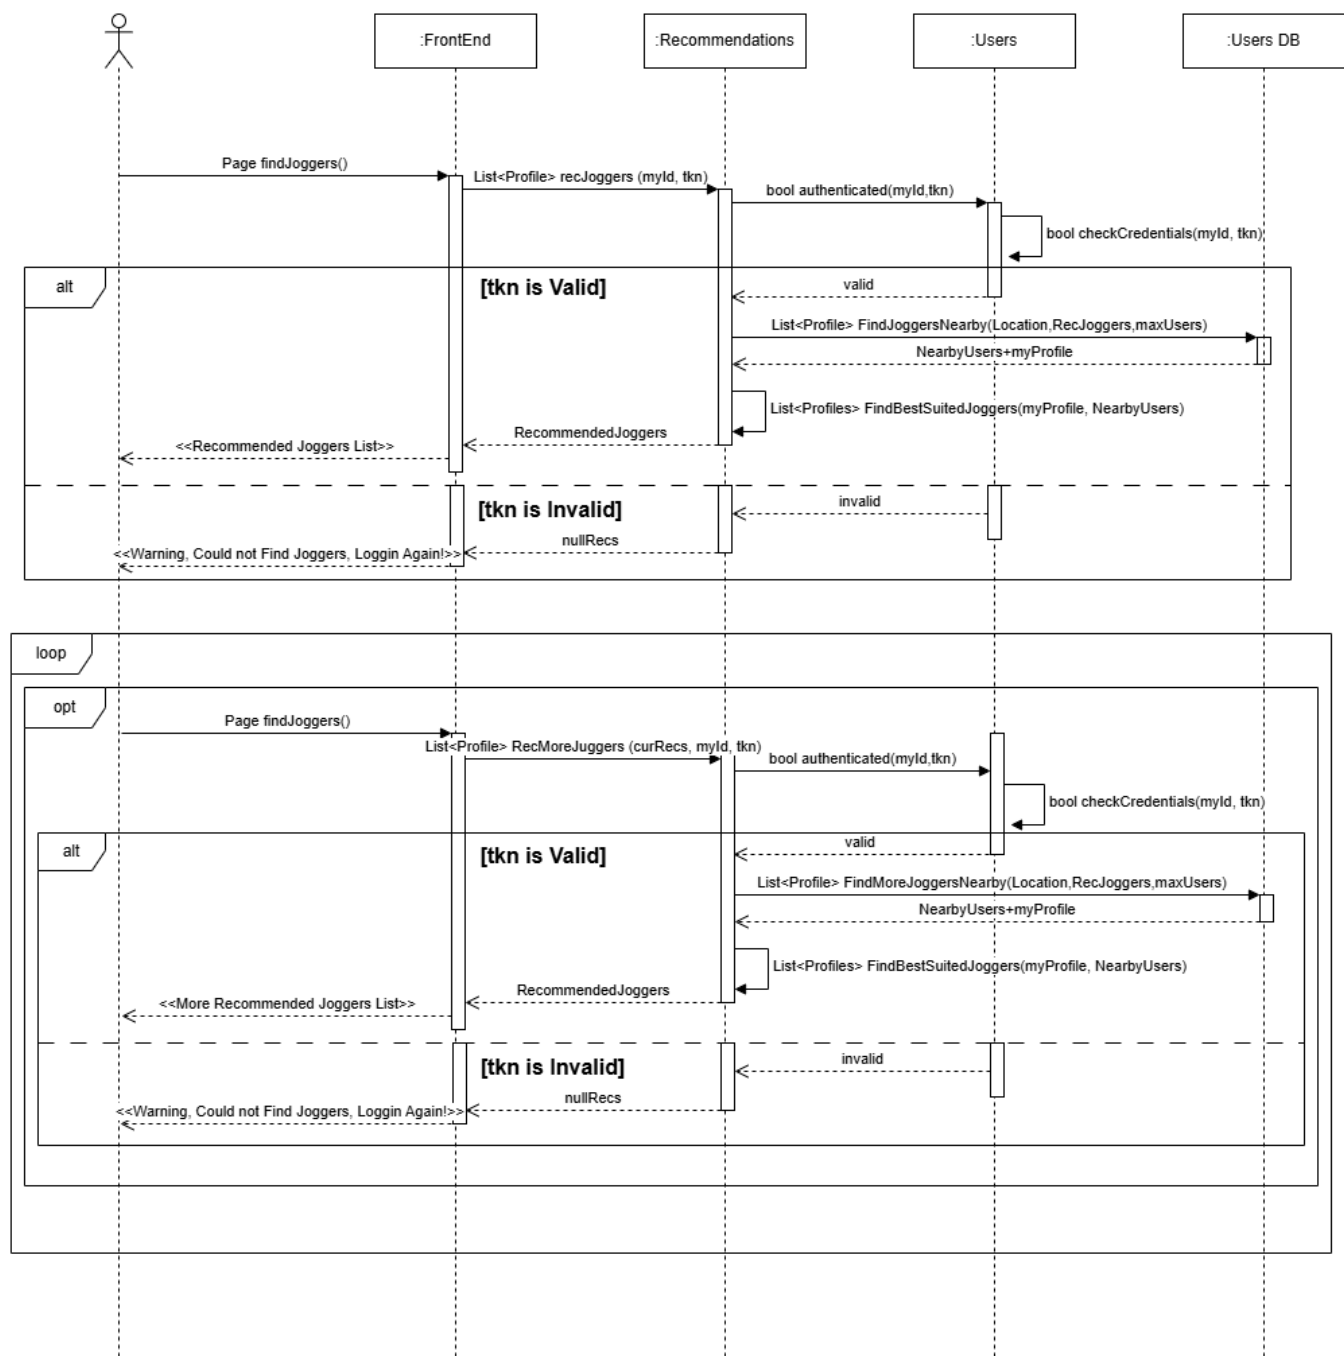 :FrontEnd
:Recommendations
:Users
:Users DB
Page findJoggers()
List<Profile> recJoggers (myId, tkn)
bool authenticated(myId,tkn)
bool checkCredentials(myId, tkn)
alt
[tkn is Valid]
valid
List<Profile> FindJoggersNearby(Location,RecJoggers,maxUsers)
NearbyUsers+myProfile
List<Profiles> FindBestSuitedJoggers(myProfile, NearbyUsers)
RecommendedJoggers
<<Recommended Joggers List>>
[tkn is Invalid]
invalid
nullRecs
<<Warning, Could not Find Joggers, Loggin Again!>>
loop
opt
Page findJoggers()
List<Profile> RecMoreJuggers (curRecs, myId, tkn)
bool authenticated(myId,tkn)
bool checkCredentials(myId, tkn)
alt
[tkn is Valid]
valid
List<Profile> FindMoreJoggersNearby(Location,RecJoggers,maxUsers)
NearbyUsers+myProfile
List<Profiles> FindBestSuitedJoggers(myProfile, NearbyUsers)
RecommendedJoggers
<<More Recommended Joggers List>>
[tkn is Invalid]
invalid
nullRecs
<<Warning, Could not Find Joggers, Loggin Again!>>